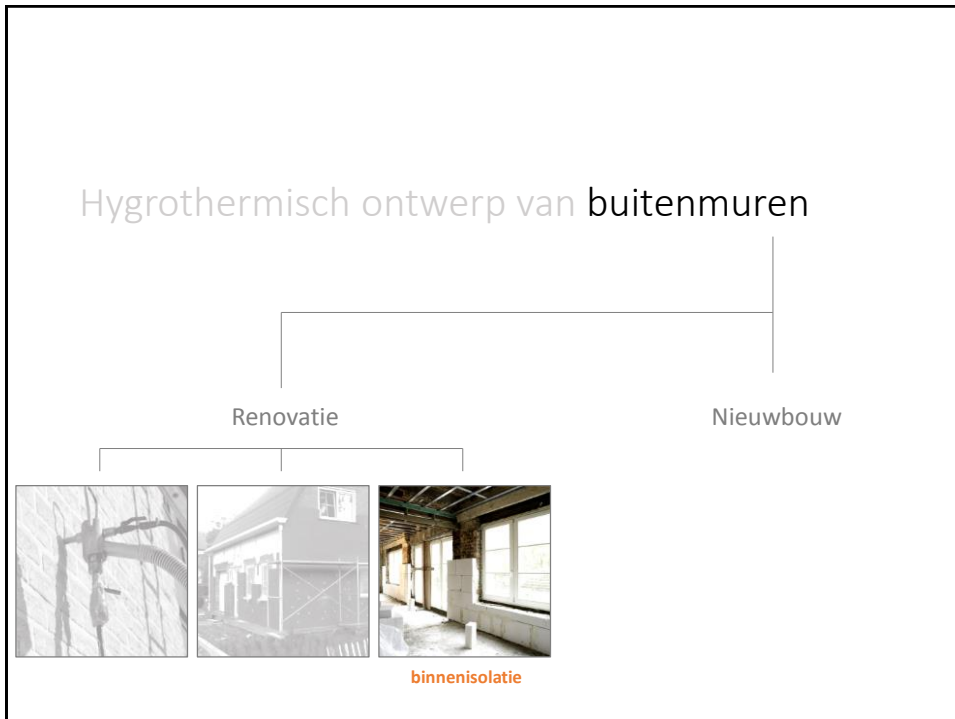 Hygrothermisch ontwerp van buitenmuren
Renovatie
Nieuwbouw
binnenisolatie